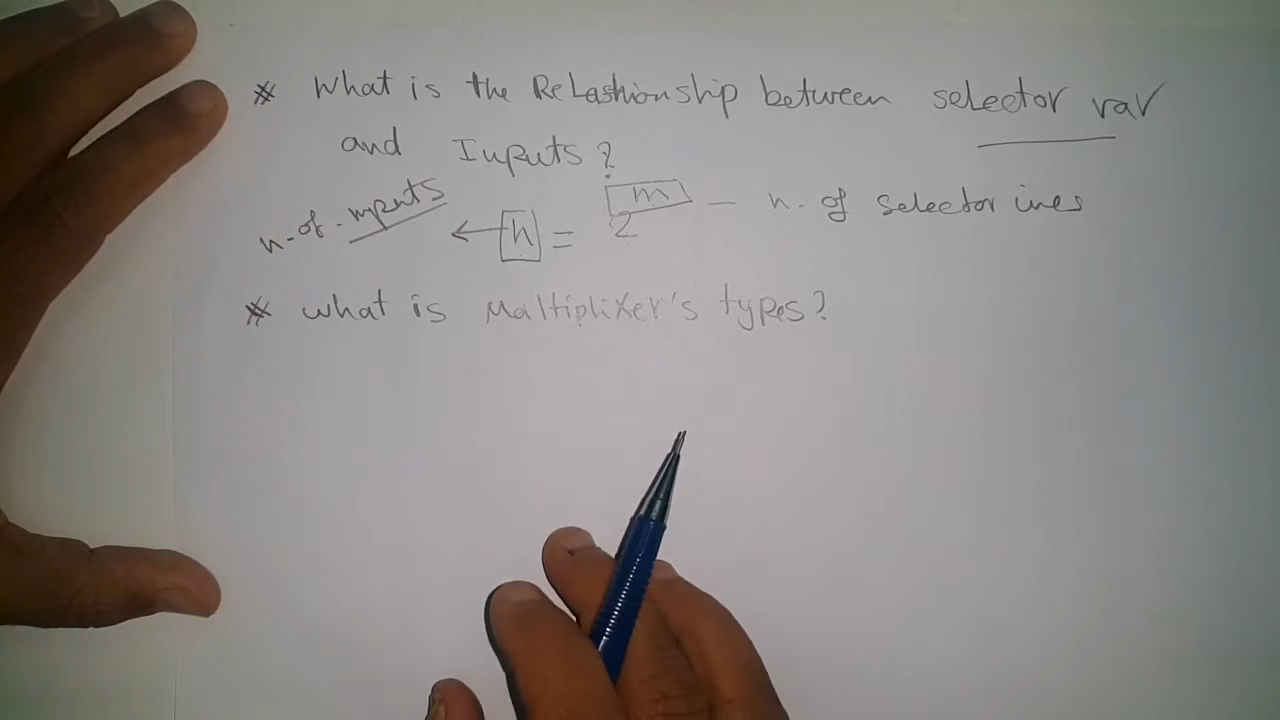 * What is the Relashionship between selector var
and Inputs?
n.of.inputs ← n = 2^m — n. of selector ines
* what is Maltiplixer's types?